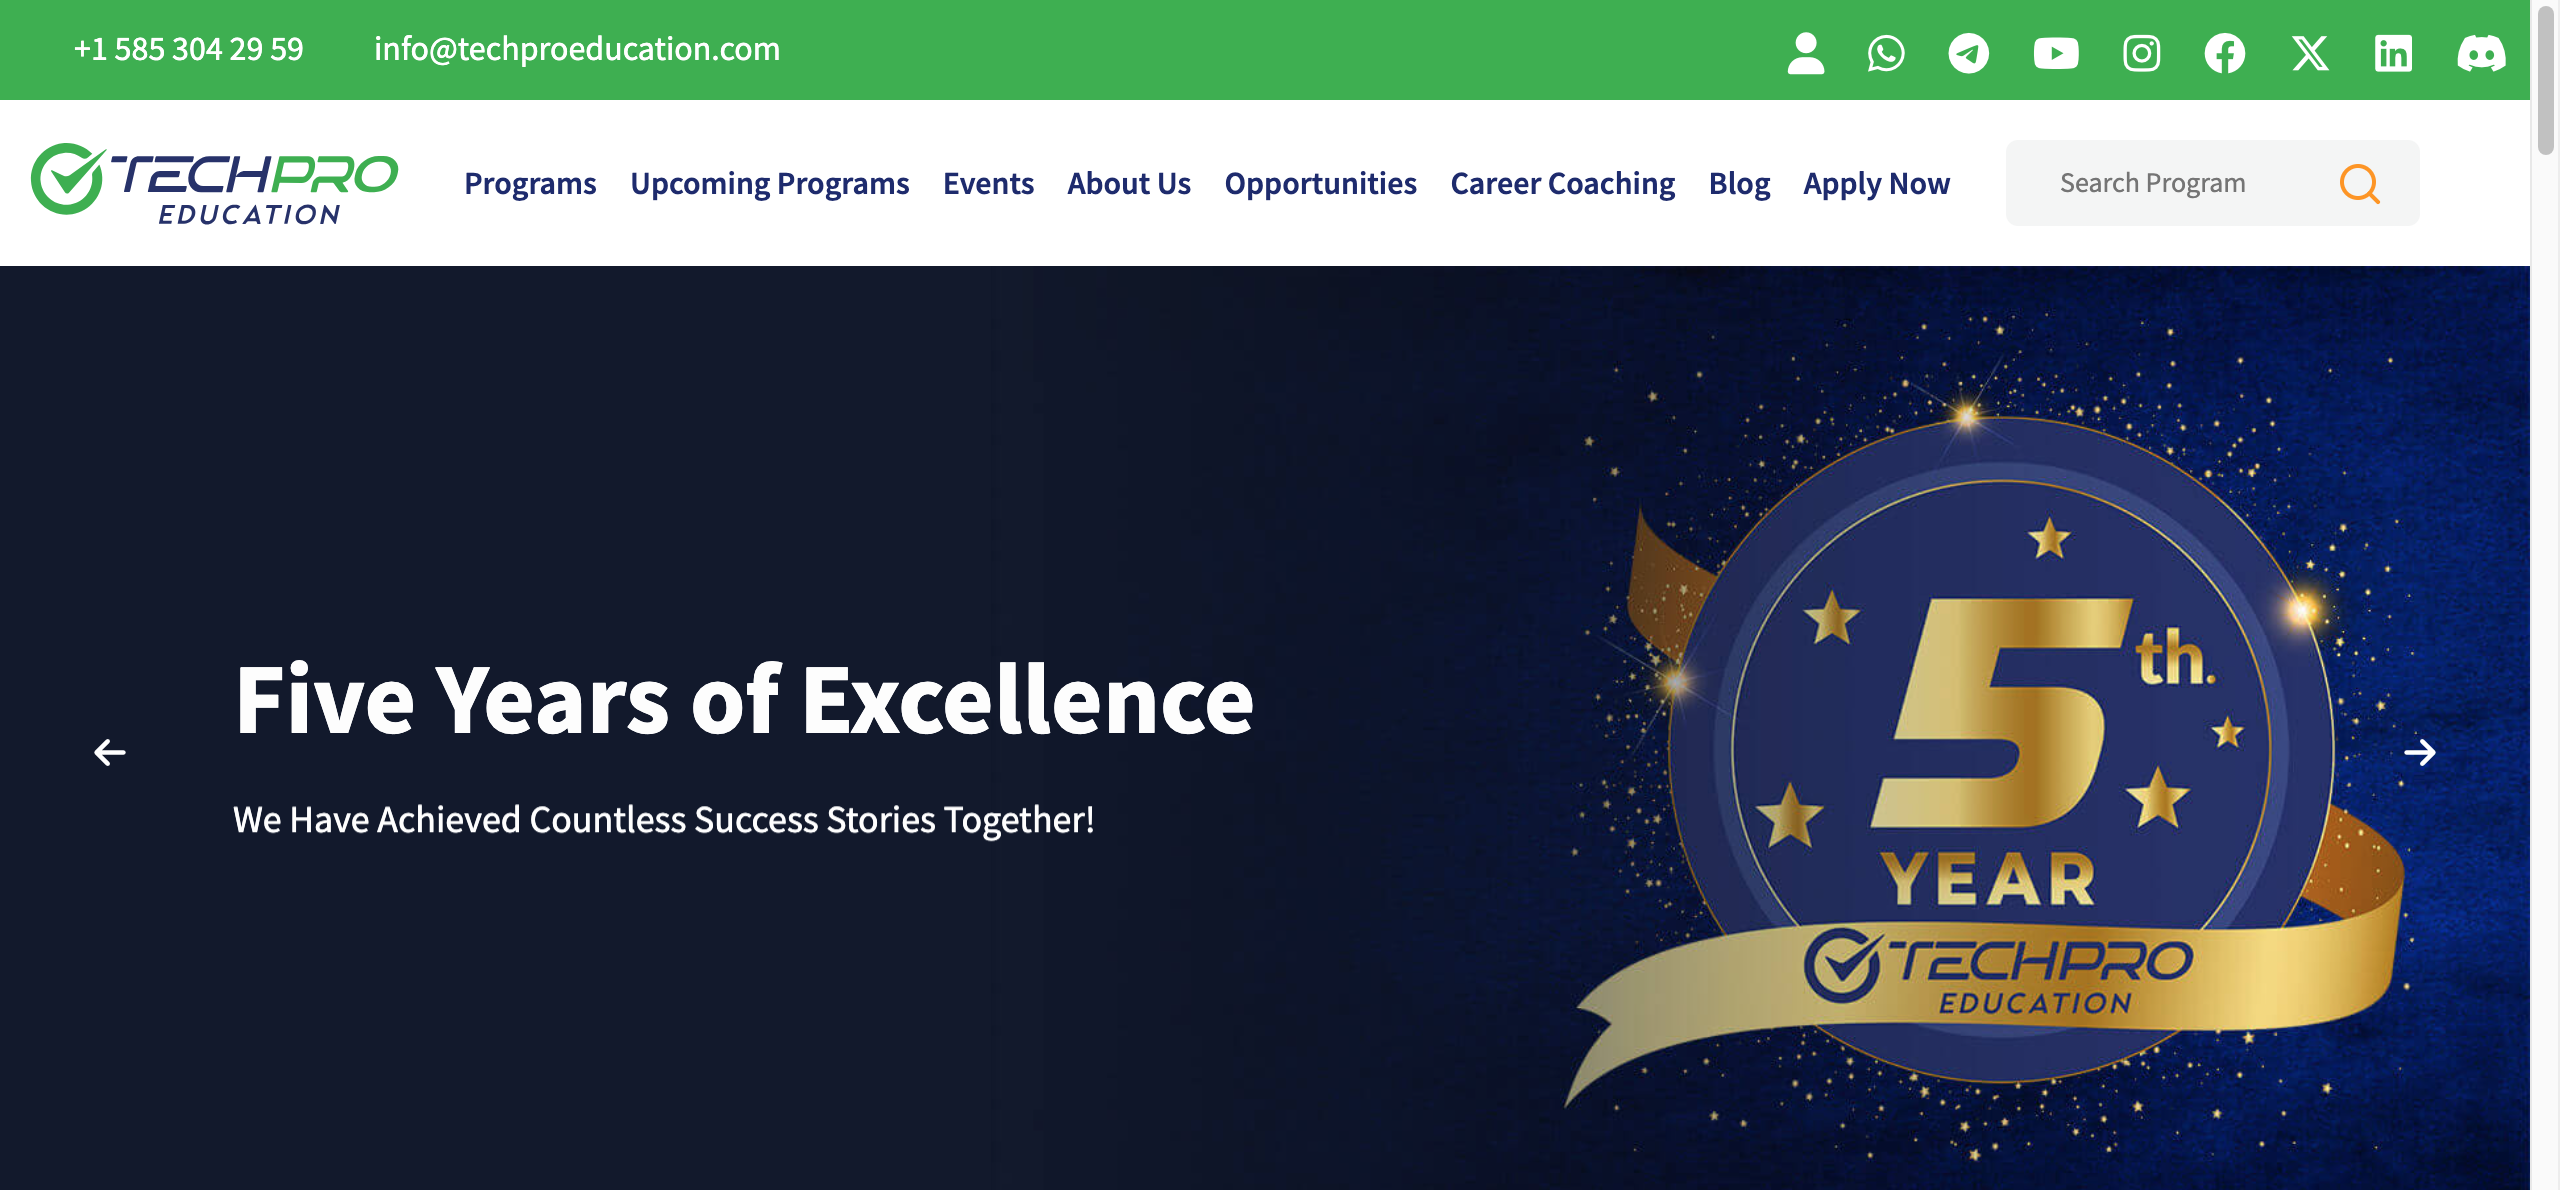 +1 585 304 29 59 info@techproeducation.com
TECHPRO
EDUCATION
Programs Upcoming Programs Events About Us Opportunities Career Coaching Blog Apply Now Search Program
Five Years of Excellence
We Have Achieved Countless Success Stories Together!
5th.
YEAR
TECHPRO
EDUCATION